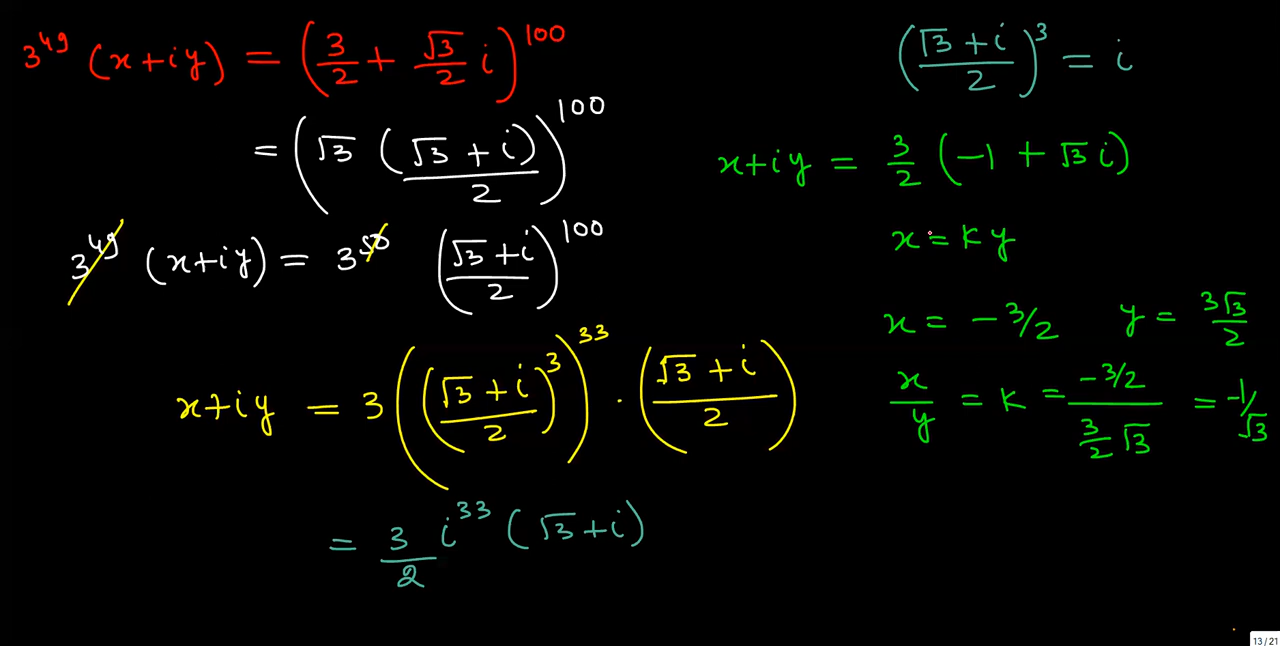 3^49 (x+iy) = (3/2 + √3/2 i)^100
= (√3 (√3 + i)/2)^100
3^49 (x+iy) = 3^50 ((√3+i)/2)^100
x+iy = 3(((√3+i)/2)^3)^33 · ((√3+i)/2)
= 3/2 i^33 (√3+i)
((√3+i)/2)^3 = i
x+iy = 3/2 (-1 + √3 i)
x = K y
x = -3/2 y = 3√3/2
x/y = K = (-3/2)/(3/2 √3) = -1/√3
13/21